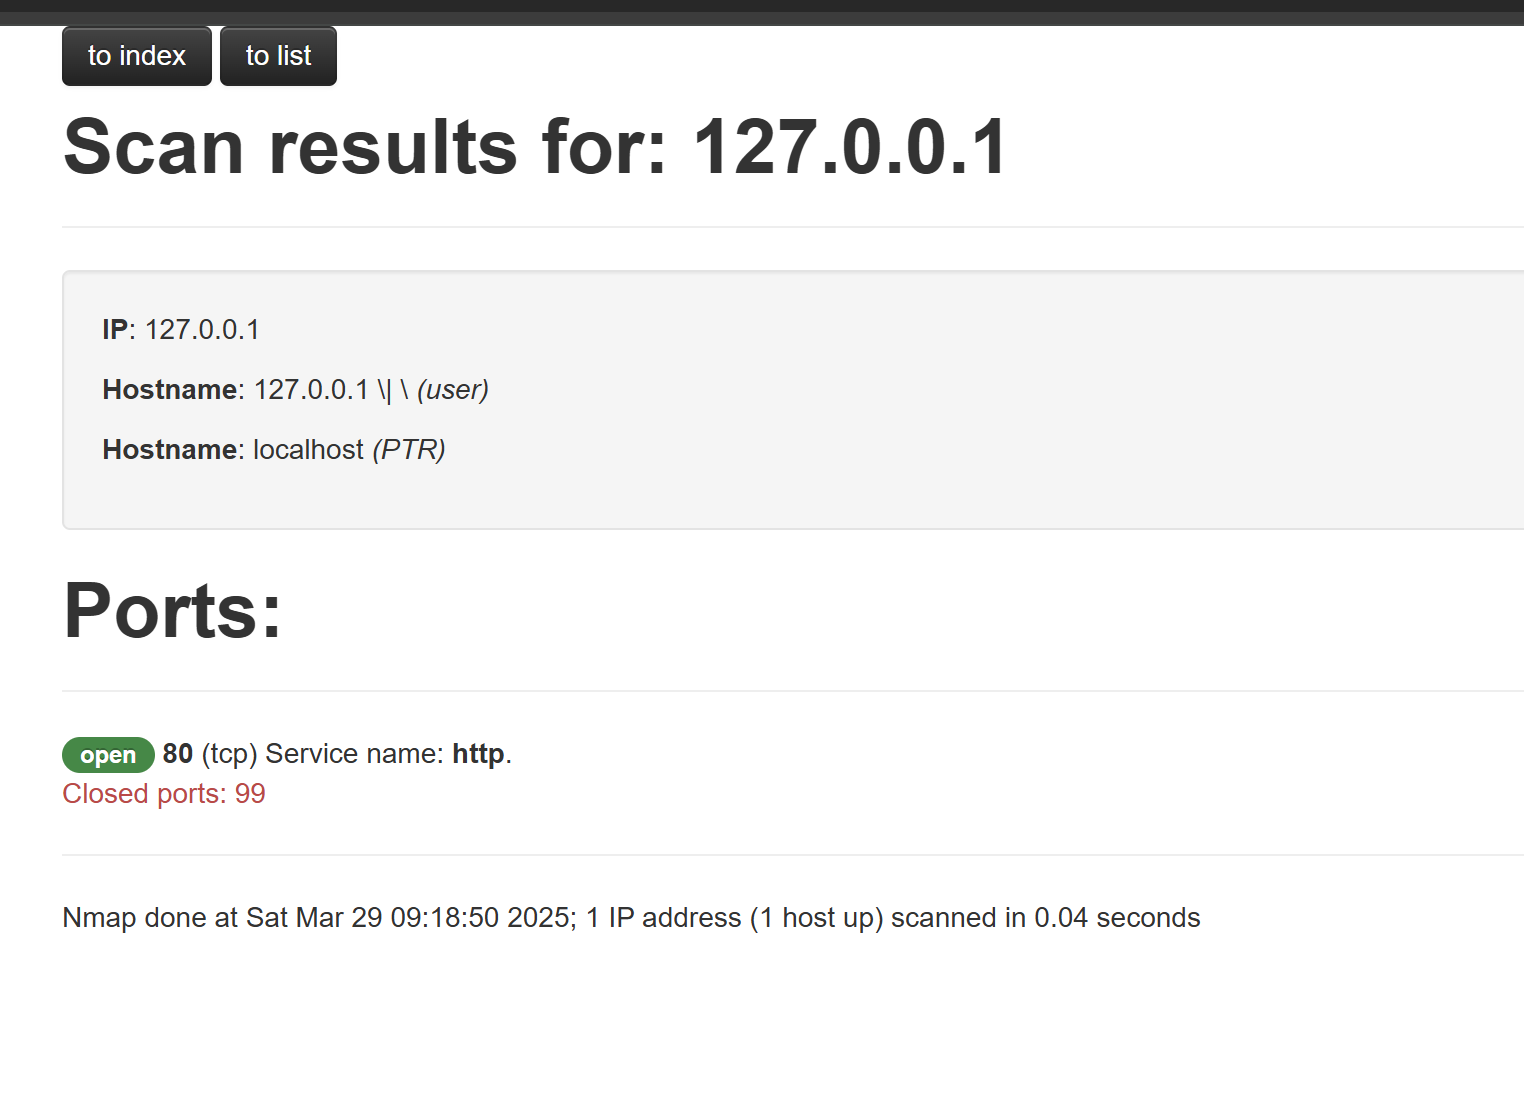 to index to list
Scan results for: 127.0.0.1
IP: 127.0.0.1
Hostname: 127.0.0.1 \| \ (user)
Hostname: localhost (PTR)
Ports:
open 80 (tcp) Service name: http.
Closed ports: 99
Nmap done at Sat Mar 29 09:18:50 2025; 1 IP address (1 host up) scanned in 0.04 seconds